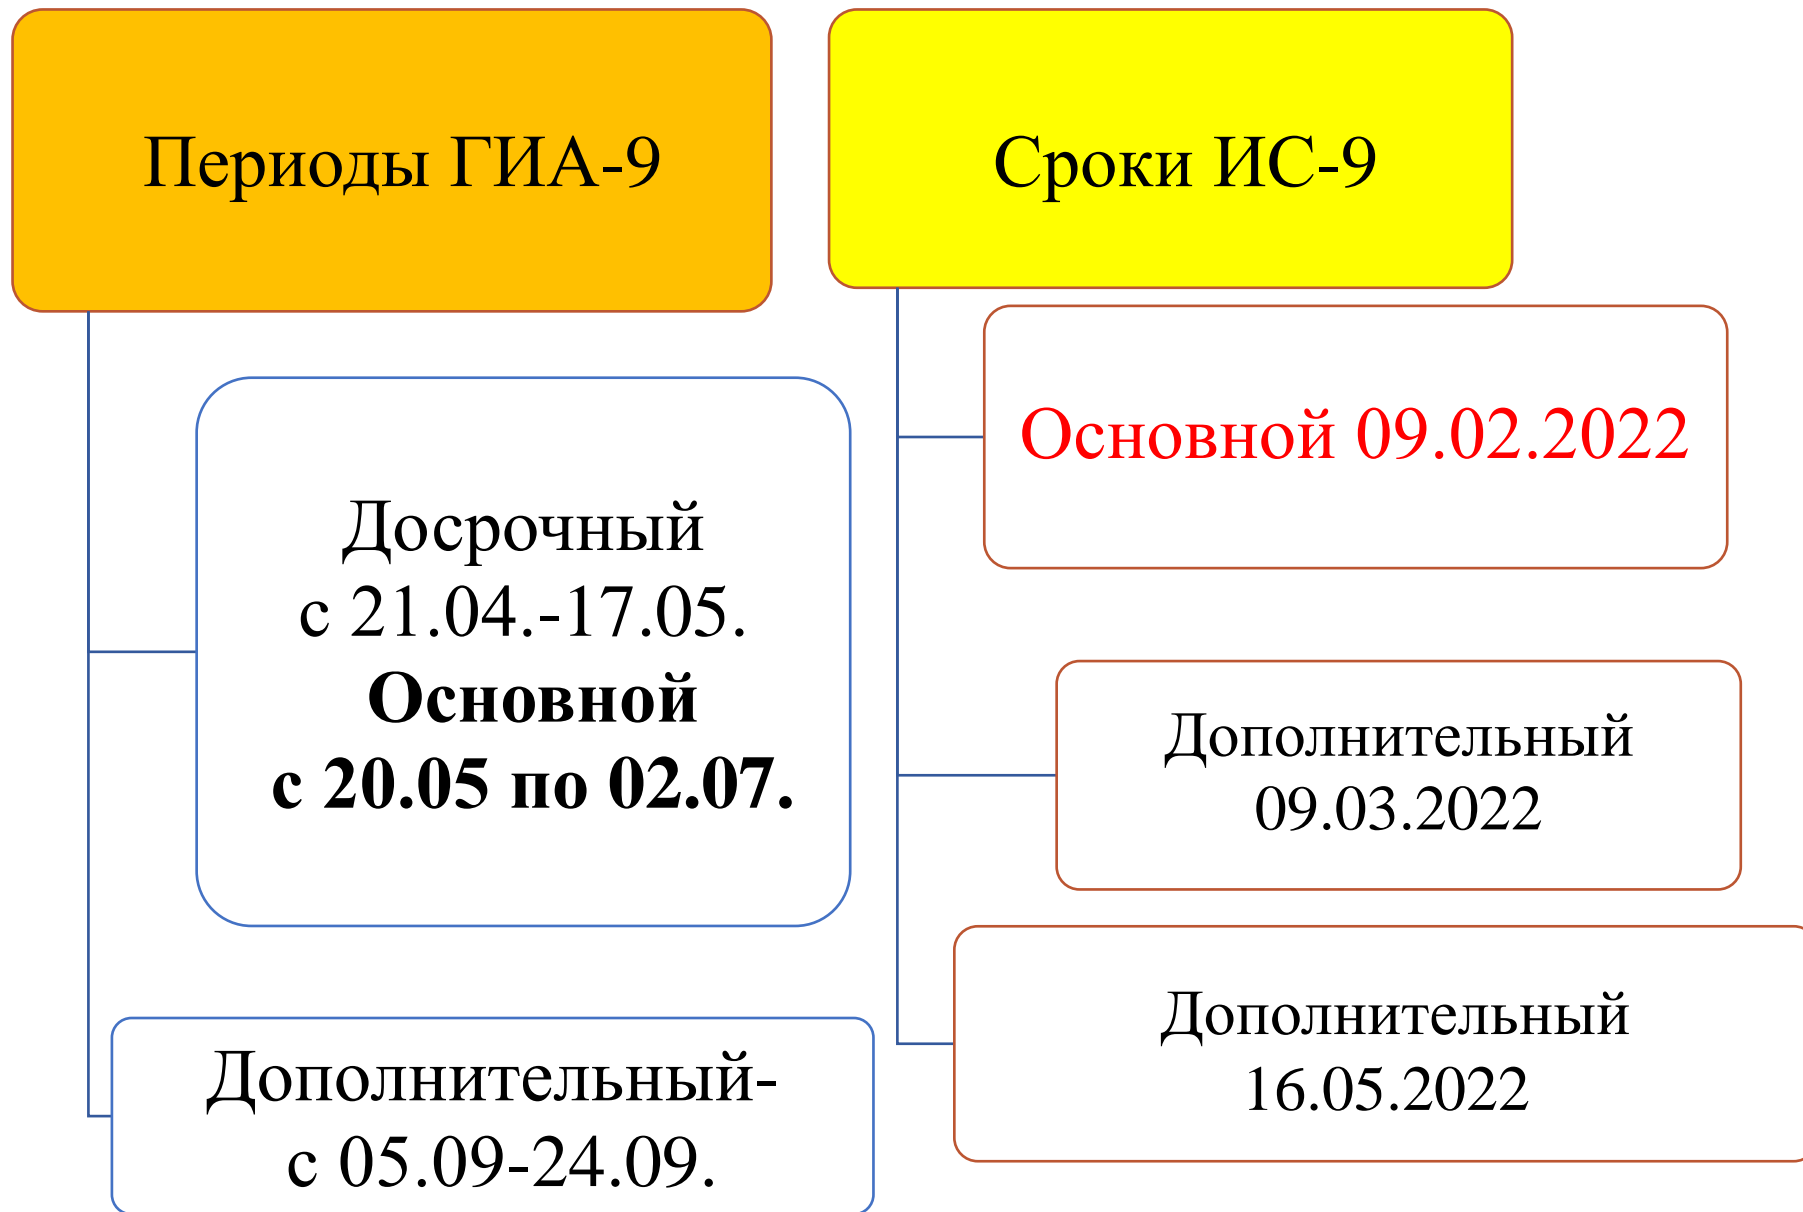 Периоды ГИА-9
Досрочный
с 21.04.-17.05.
Основной
с 20.05 по 02.07.
Дополнительный-
с 05.09-24.09.
Сроки ИС-9
Основной 09.02.2022
Дополнительный
09.03.2022
Дополнительный
16.05.2022